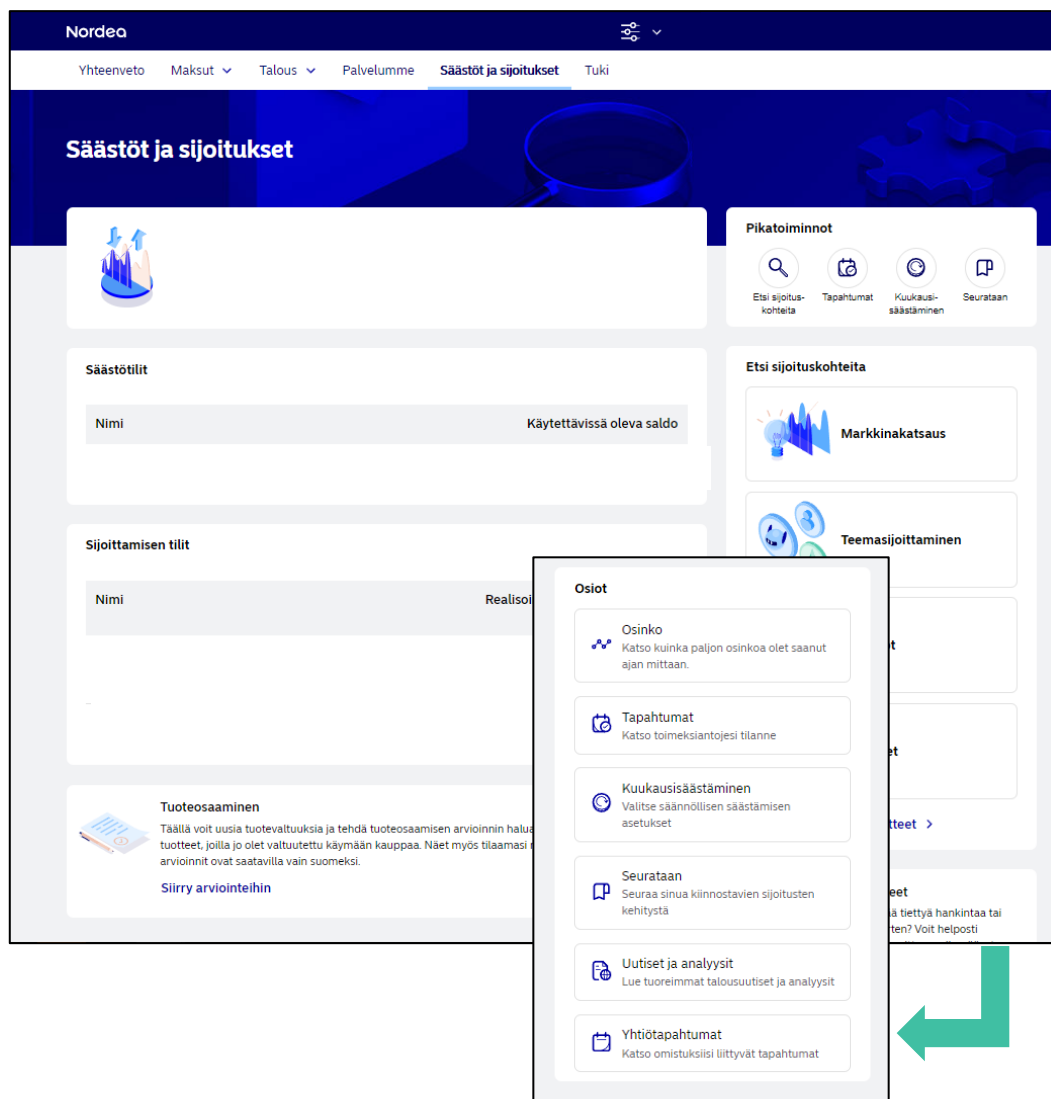 Nordea
Yhteenveto Maksut Talous Palvelumme Säästöt ja sijoitukset Tuki
Säästöt ja sijoitukset
Pikatoiminnot
Etsi sijoitus-
kohteita
Tapahtumat
Kuukausi-
säästäminen
Seurataan
Säästötilit
Nimi Käytettävissä oleva saldo
Etsi sijoituskohteita
Markkinakatsaus
Teemasijoittaminen
Sijoittamisen tilit
Nimi
Tuoteosaaminen
Täällä voit uusia tuotevaltuuksia ja tehdä tuoteosaamisen arvioinnin
tuotteet, joilla jo olet valtuutettu käymään kauppaa. Näet myös tilaamasi
arvioinnit ovat saatavilla vain suomeksi.
Siirry arviointeihin
tiettyä hankintaa tai
Voit helposti
Osiot
Osinko
Katso kuinka paljon osinkoa olet saanut
ajan mittaan.
Tapahtumat
Katso toimeksiantojesi tilanne
Kuukausisäästäminen
Valitse säännöllisen säästämisen
asetukset
Seurataan
Seuraa sinua kiinnostavien sijoitusten
kehitystä
Uutiset ja analyysit
Lue tuoreimmat talousuutiset ja analyysit
Yhtiötapahtumat
Katso omistuksiisi liittyvät tapahtumat